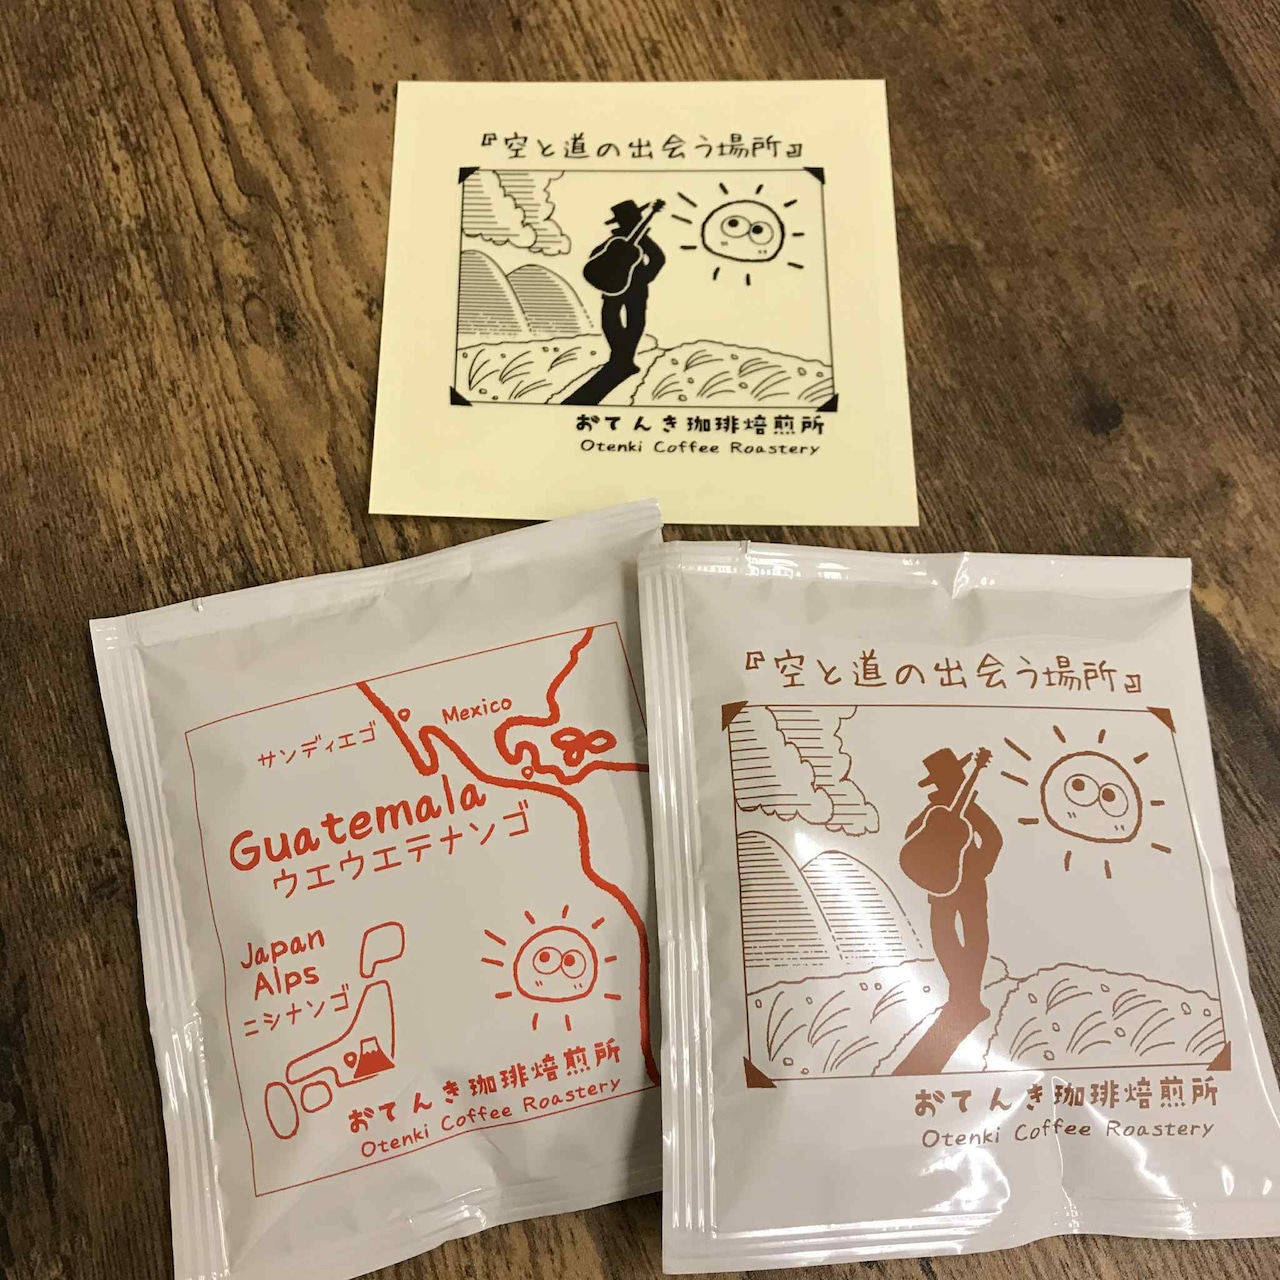 『空と道の出会う場所』
おてんき珈琲焙煎所
Otenki Coffee Roastery
サンディエゴ
Mexico
Guatemala
ウエウエテナンゴ
Japan
Alps
ニシナンゴ
おてんき珈琲焙煎所
Otenki Coffee Roastery
『空と道の出会う場所』
おてんき珈琲焙煎所
Otenki Coffee Roastery